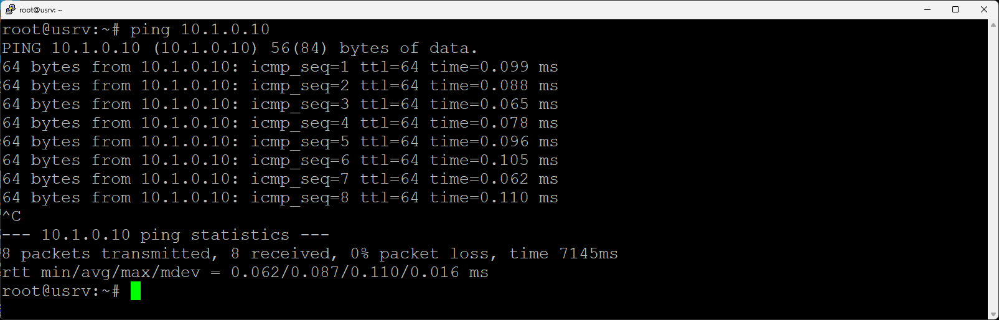 root@usrv: ~
root@usrv:~# ping 10.1.0.10
PING 10.1.0.10 (10.1.0.10) 56(84) bytes of data.
64 bytes from 10.1.0.10: icmp_seq=1 ttl=64 time=0.099 ms
64 bytes from 10.1.0.10: icmp_seq=2 ttl=64 time=0.088 ms
64 bytes from 10.1.0.10: icmp_seq=3 ttl=64 time=0.065 ms
64 bytes from 10.1.0.10: icmp_seq=4 ttl=64 time=0.078 ms
64 bytes from 10.1.0.10: icmp_seq=5 ttl=64 time=0.096 ms
64 bytes from 10.1.0.10: icmp_seq=6 ttl=64 time=0.105 ms
64 bytes from 10.1.0.10: icmp_seq=7 ttl=64 time=0.062 ms
64 bytes from 10.1.0.10: icmp_seq=8 ttl=64 time=0.110 ms
^C
--- 10.1.0.10 ping statistics ---
8 packets transmitted, 8 received, 0% packet loss, time 7145ms
rtt min/avg/max/mdev = 0.062/0.087/0.110/0.016 ms
root@usrv:~#